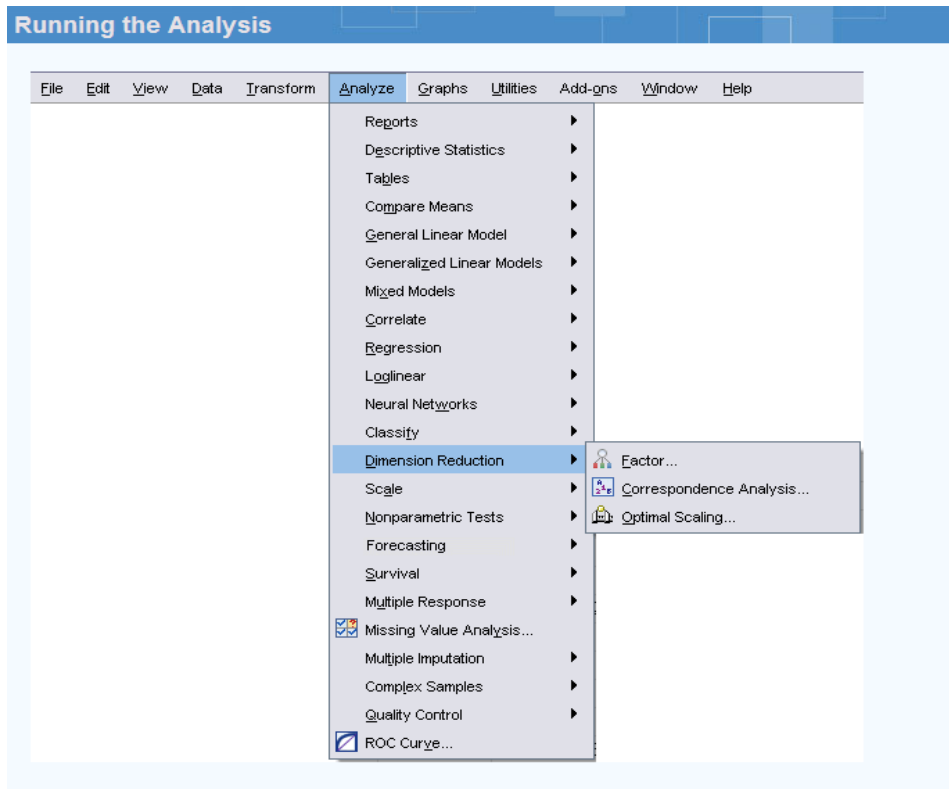 Running the Analysis
File Edit View Data Transform Analyze Graphs Utilities Add-ons Window Help
Reports
Descriptive Statistics
Tables
Compare Means
General Linear Model
Generalized Linear Models
Mixed Models
Correlate
Regression
Loglinear
Neural Networks
Classify
Dimension Reduction
Factor...
Correspondence Analysis...
Optimal Scaling...
Scale
Nonparametric Tests
Forecasting
Survival
Multiple Response
Missing Value Analysis...
Multiple Imputation
Complex Samples
Quality Control
ROC Curve...